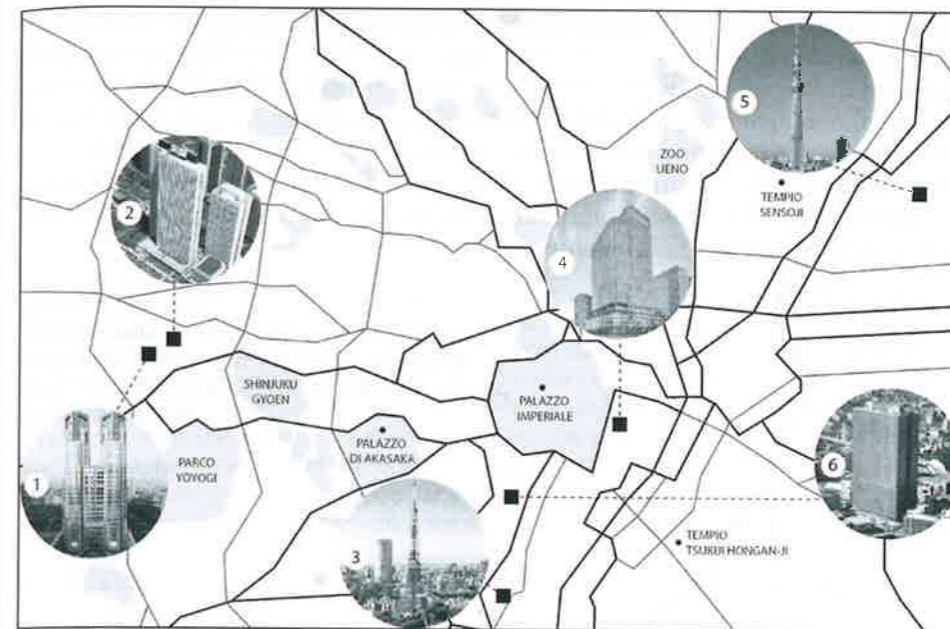 5
ZOO
UENO
TEMPIO
SENSOJI
2
4
SHINJUKU
GYOEN
PALAZZO
IMPERIALE
PALAZZO
DI AKASAKA
PARCO
YOYOGI
1
6
3
TEMPIO
TSUKIJI HONGAN-JI